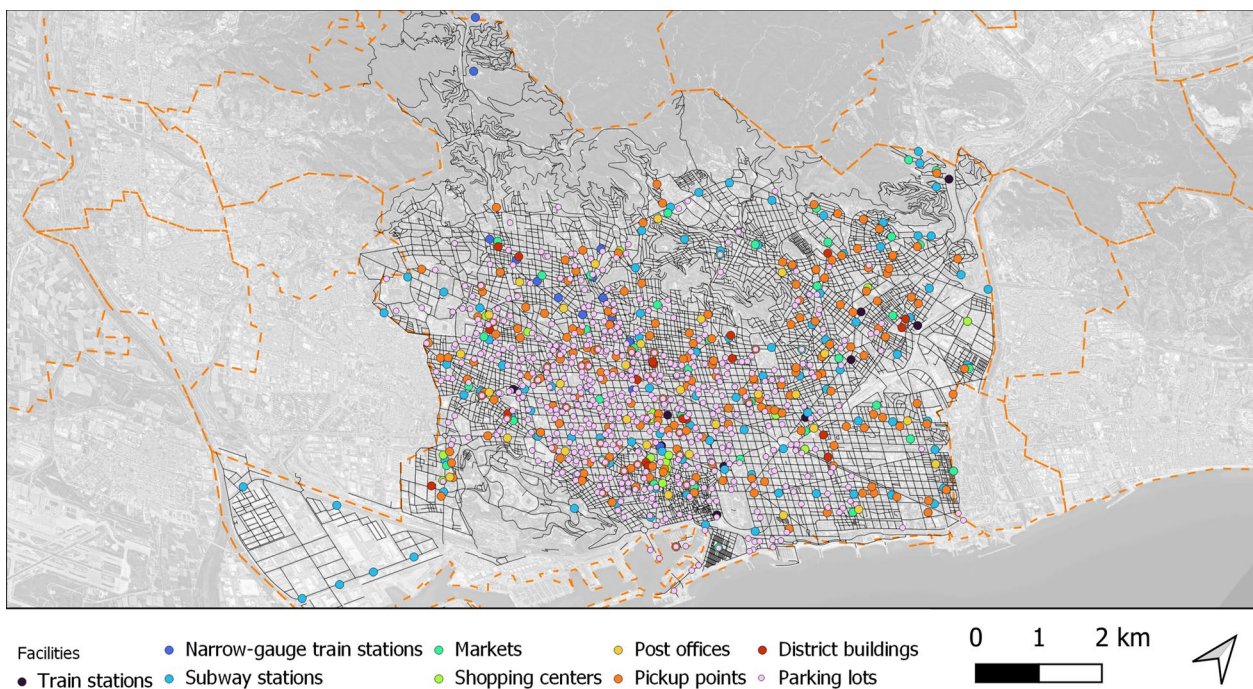 Facilities
Train stations
Narrow-gauge train stations
Subway stations
Markets
Shopping centers
Post offices
Pickup points
District buildings
Parking lots
0 1 2 km